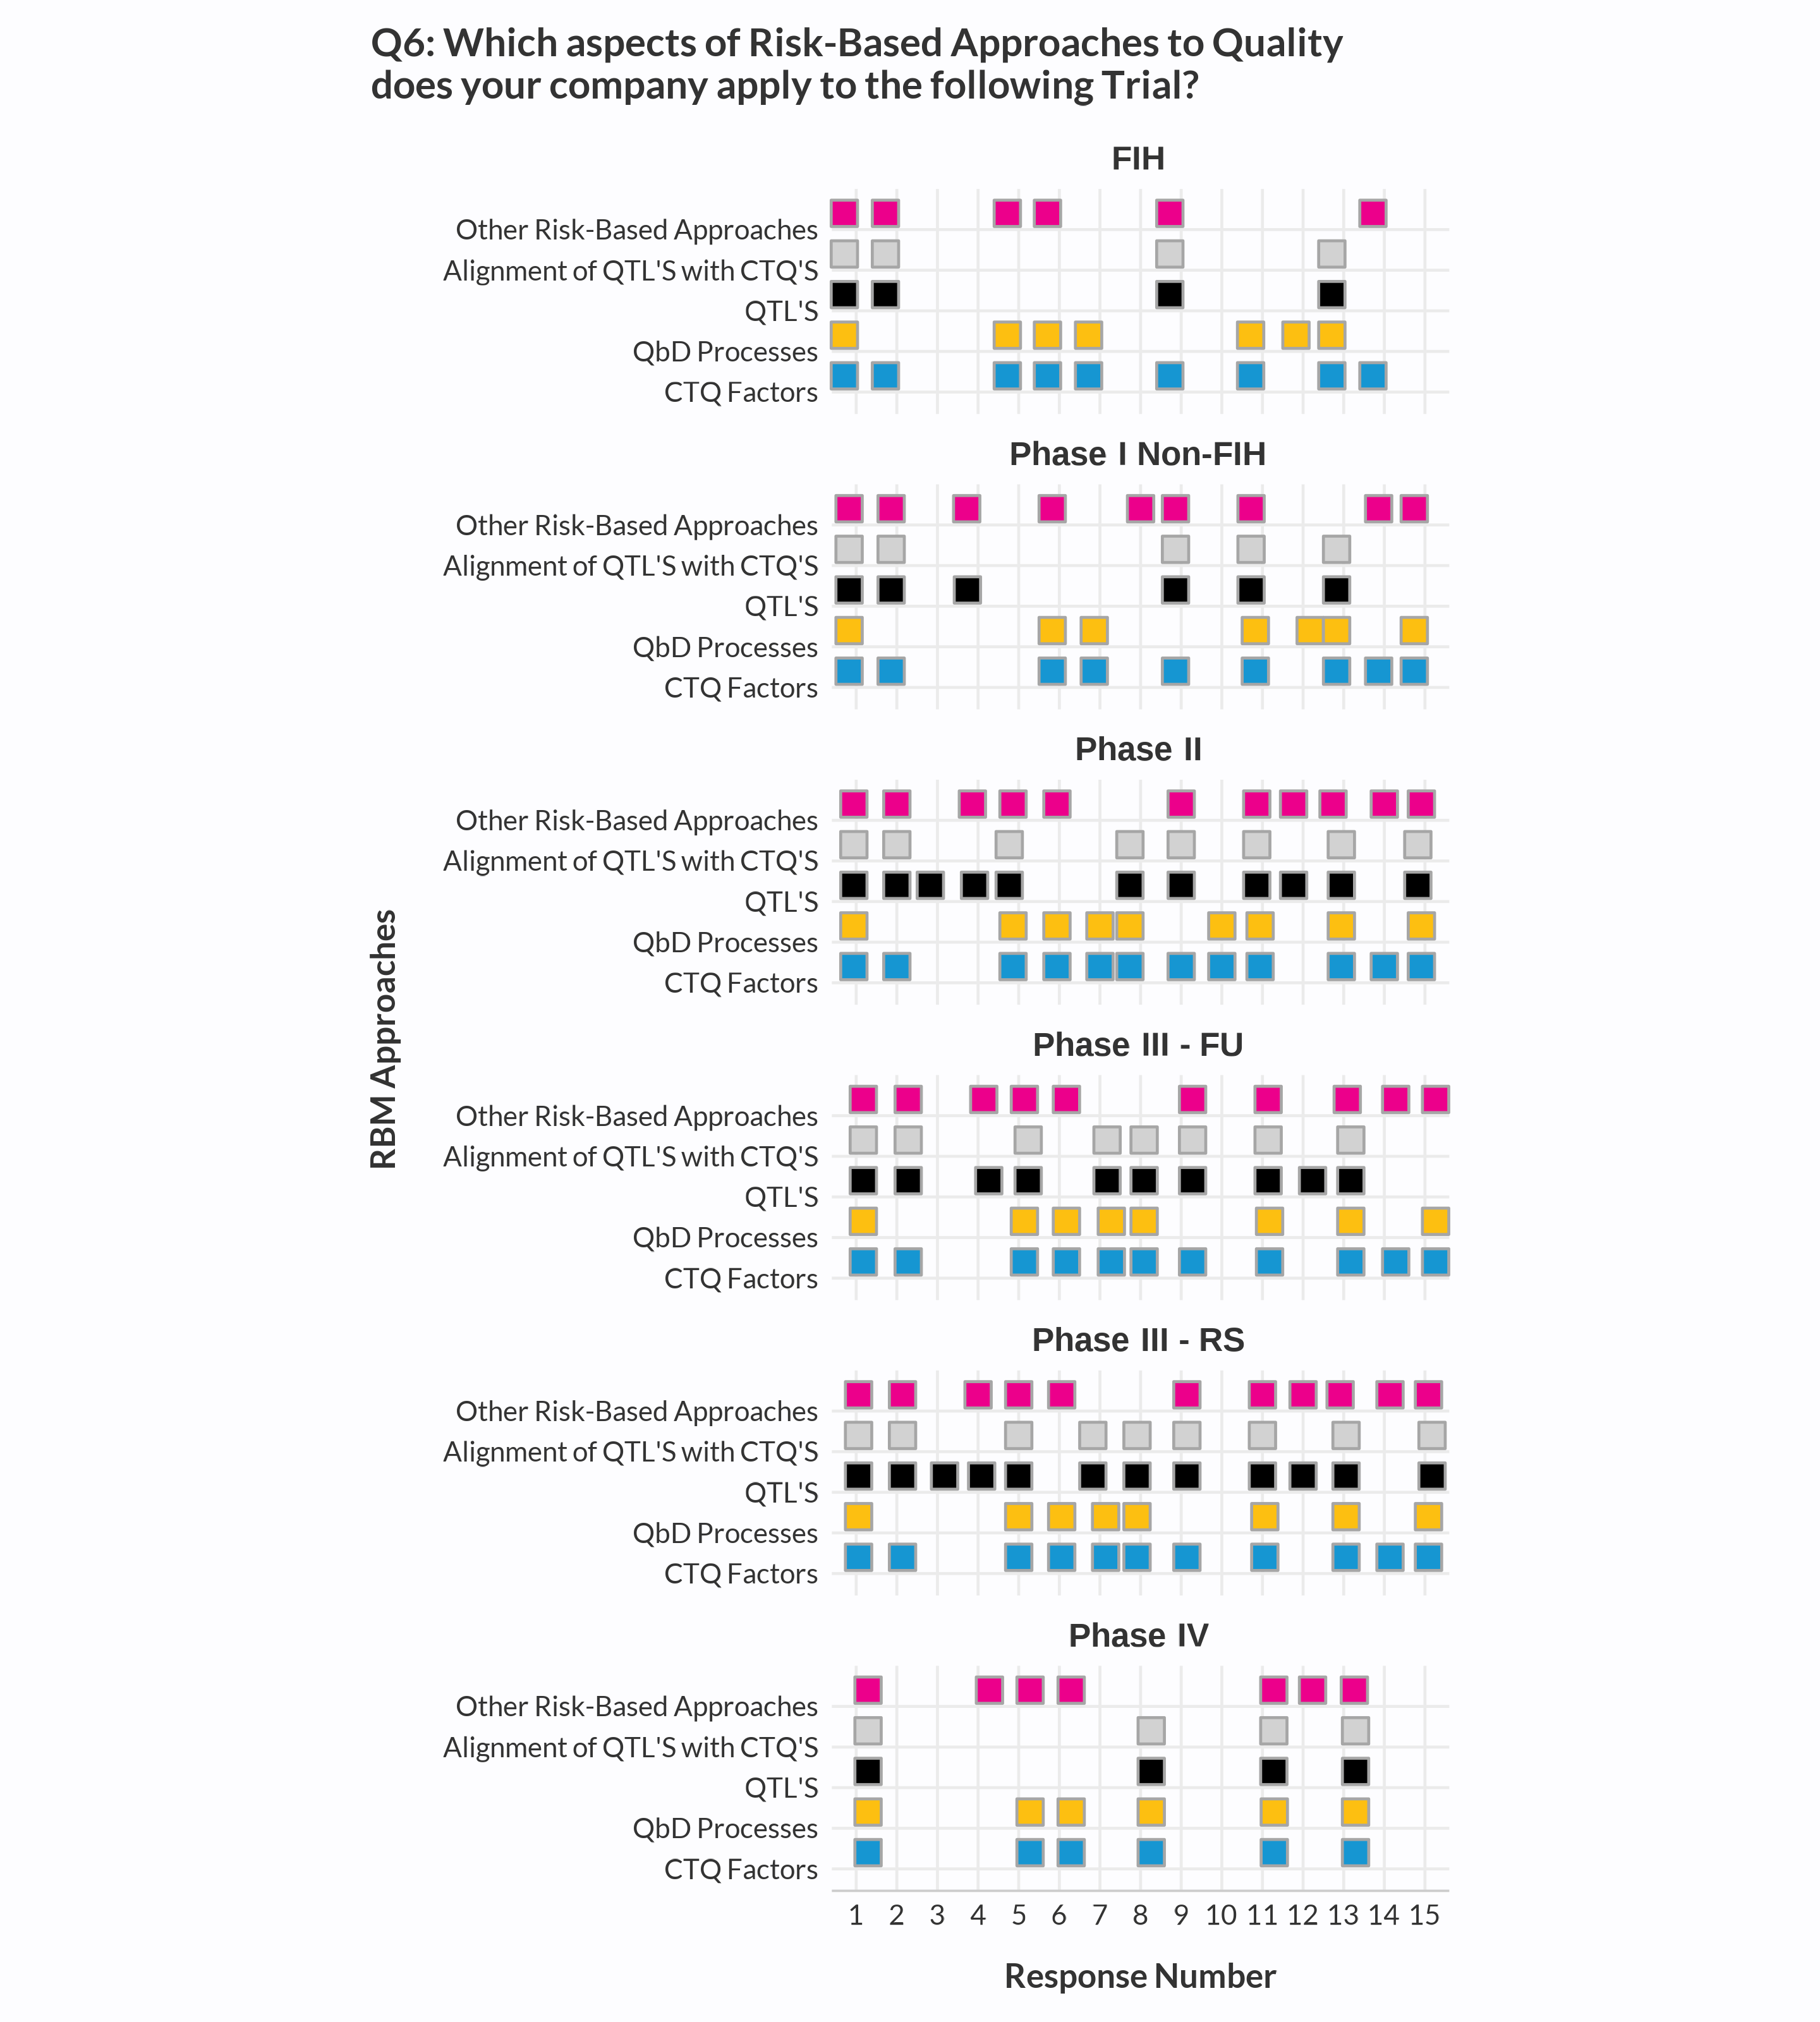 Q6: Which aspects of Risk-Based Approaches to Quality
does your company apply to the following Trial?
FIH
Other Risk-Based Approaches
Alignment of QTL'S with CTQ'S
QTL'S
QbD Processes
CTQ Factors
Phase I Non-FIH
Other Risk-Based Approaches
Alignment of QTL'S with CTQ'S
QTL'S
QbD Processes
CTQ Factors
Phase II
Other Risk-Based Approaches
Alignment of QTL'S with CTQ'S
QTL'S
QbD Processes
CTQ Factors
RBM Approaches
Phase III - FU
Other Risk-Based Approaches
Alignment of QTL'S with CTQ'S
QTL'S
QbD Processes
CTQ Factors
Phase III - RS
Other Risk-Based Approaches
Alignment of QTL'S with CTQ'S
QTL'S
QbD Processes
CTQ Factors
Phase IV
Other Risk-Based Approaches
Alignment of QTL'S with CTQ'S
QTL'S
QbD Processes
CTQ Factors
1 2 3 4 5 6 7 8 9 10 11 12 13 14 15
Response Number